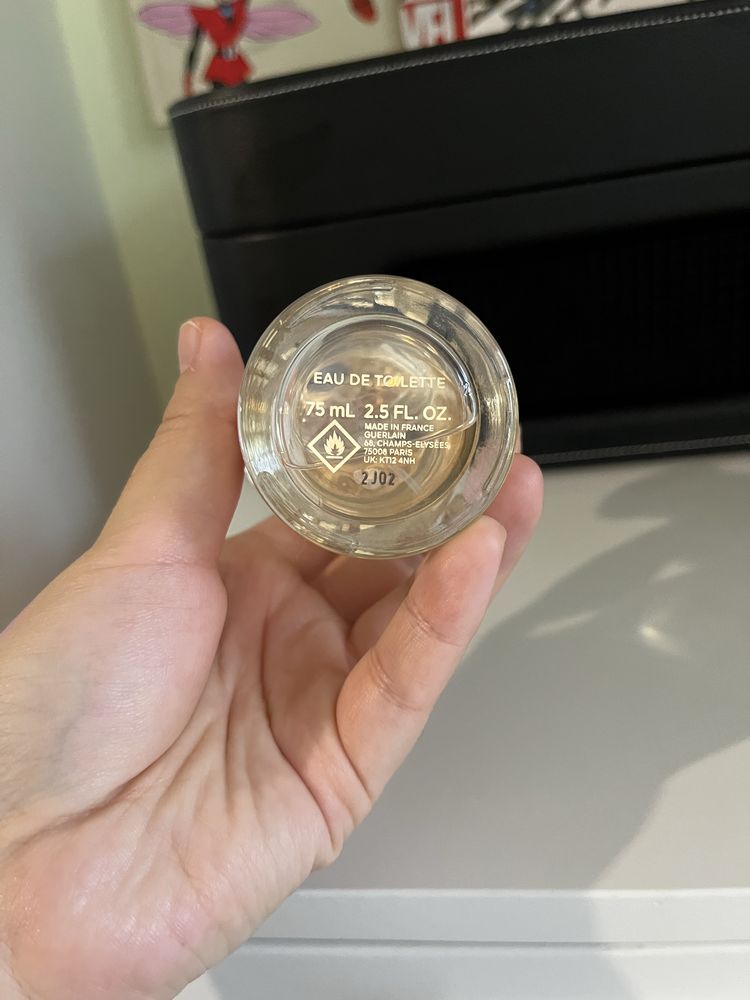 EAU DE TOILETTE
75 mL 2.5 FL. OZ.
MADE IN FRANCE
GUERLAIN
68, CHAMPS-ELYSÉES
75008 PARIS
UK: KT12 4NH
2J02